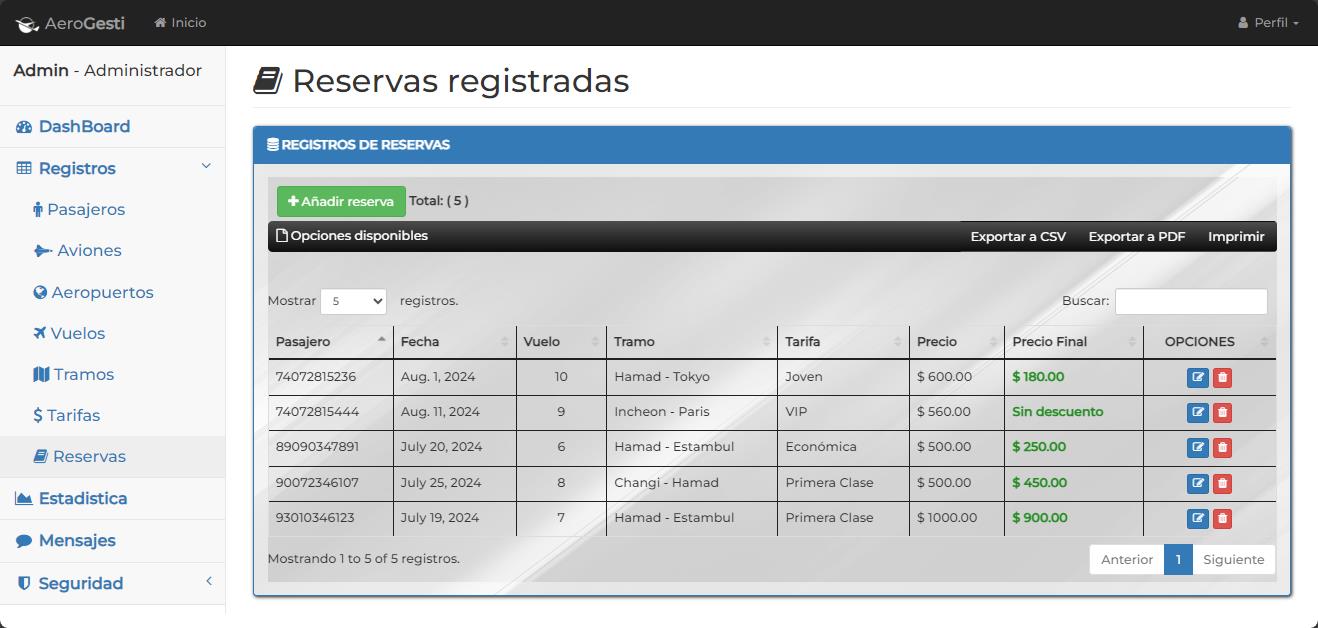 AeroGesti Inicio Perfil
Admin - Administrador
DashBoard
Registros
Pasajeros
Aviones
Aeropuertos
Vuelos
Tramos
Tarifas
Reservas
Estadistica
Mensajes
Seguridad
Reservas registradas
REGISTROS DE RESERVAS
Añadir reserva Total: ( 5 )
Opciones disponibles Exportar a CSV Exportar a PDF Imprimir
Mostrar 5 registros. Buscar:
Pasajero Fecha Vuelo Tramo Tarifa Precio Precio Final OPCIONES
74072815236 Aug. 1, 2024 10 Hamad - Tokyo Joven $ 600.00 $ 180.00
74072815444 Aug. 11, 2024 9 Incheon - Paris VIP $ 560.00 Sin descuento
89090347891 July 20, 2024 6 Hamad - Estambul Económica $ 500.00 $ 250.00
90072346107 July 25, 2024 8 Changi - Hamad Primera Clase $ 500.00 $ 450.00
93010346123 July 19, 2024 7 Hamad - Estambul Primera Clase $ 1000.00 $ 900.00
Mostrando 1 to 5 of 5 registros. Anterior 1 Siguiente